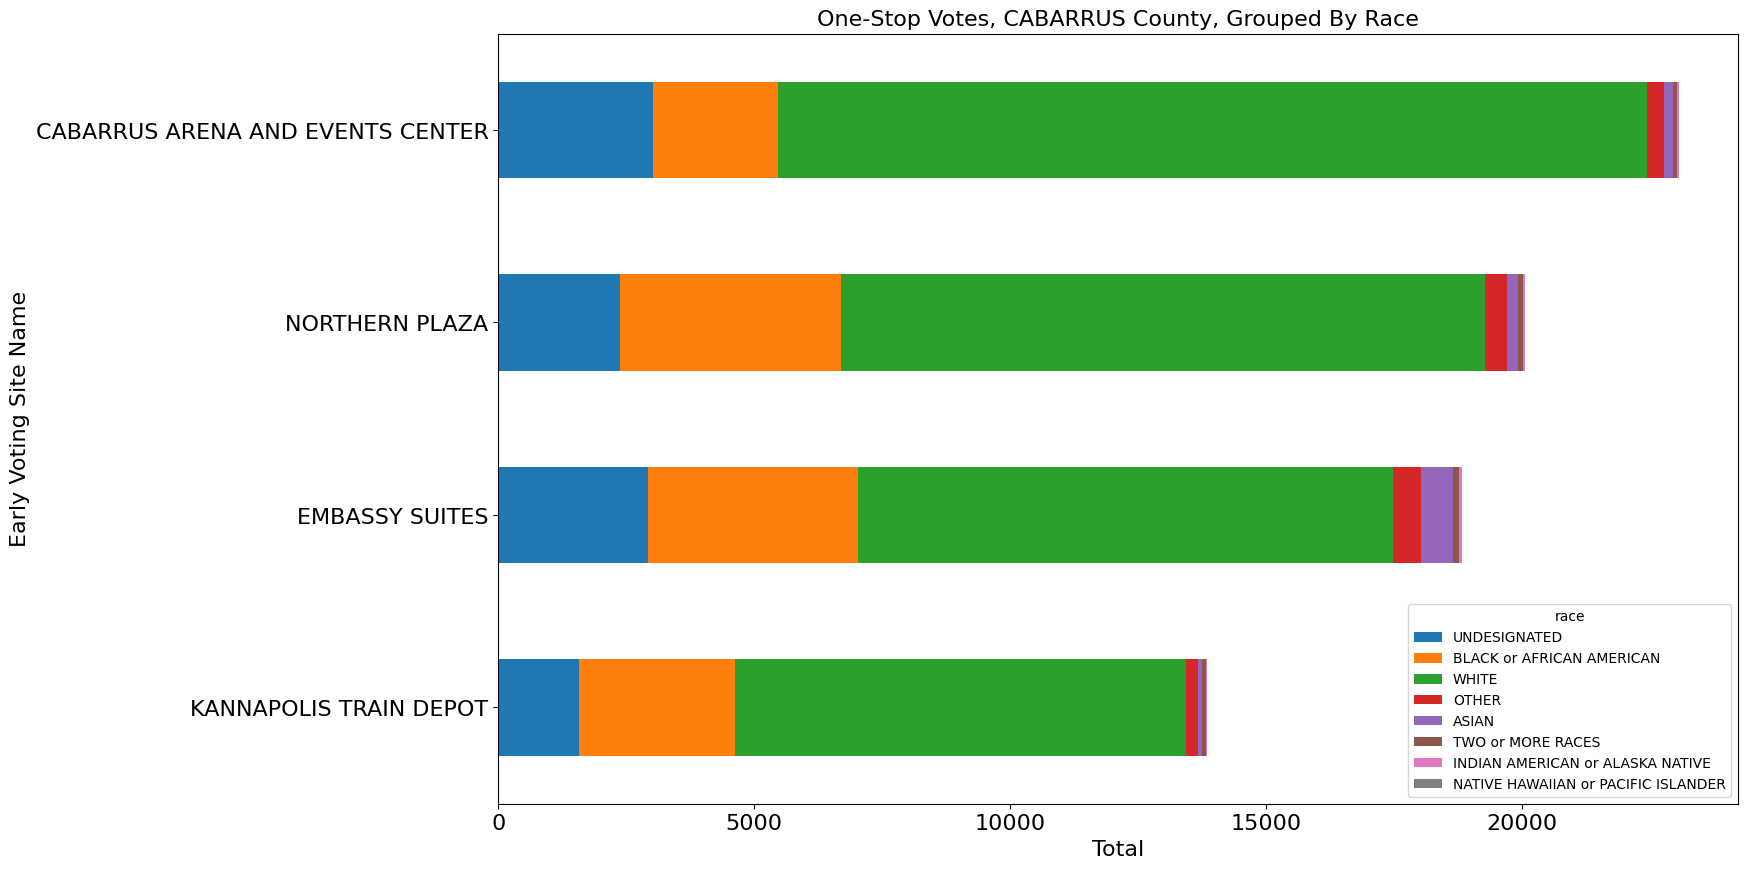 One-Stop Votes, CABARRUS County, Grouped By Race
Early Voting Site Name
CABARRUS ARENA AND EVENTS CENTER
NORTHERN PLAZA
EMBASSY SUITES
KANNAPOLIS TRAIN DEPOT
race
UNDESIGNATED
BLACK or AFRICAN AMERICAN
WHITE
OTHER
ASIAN
TWO or MORE RACES
INDIAN AMERICAN or ALASKA NATIVE
NATIVE HAWAIIAN or PACIFIC ISLANDER
0 5000 10000 15000 20000
Total